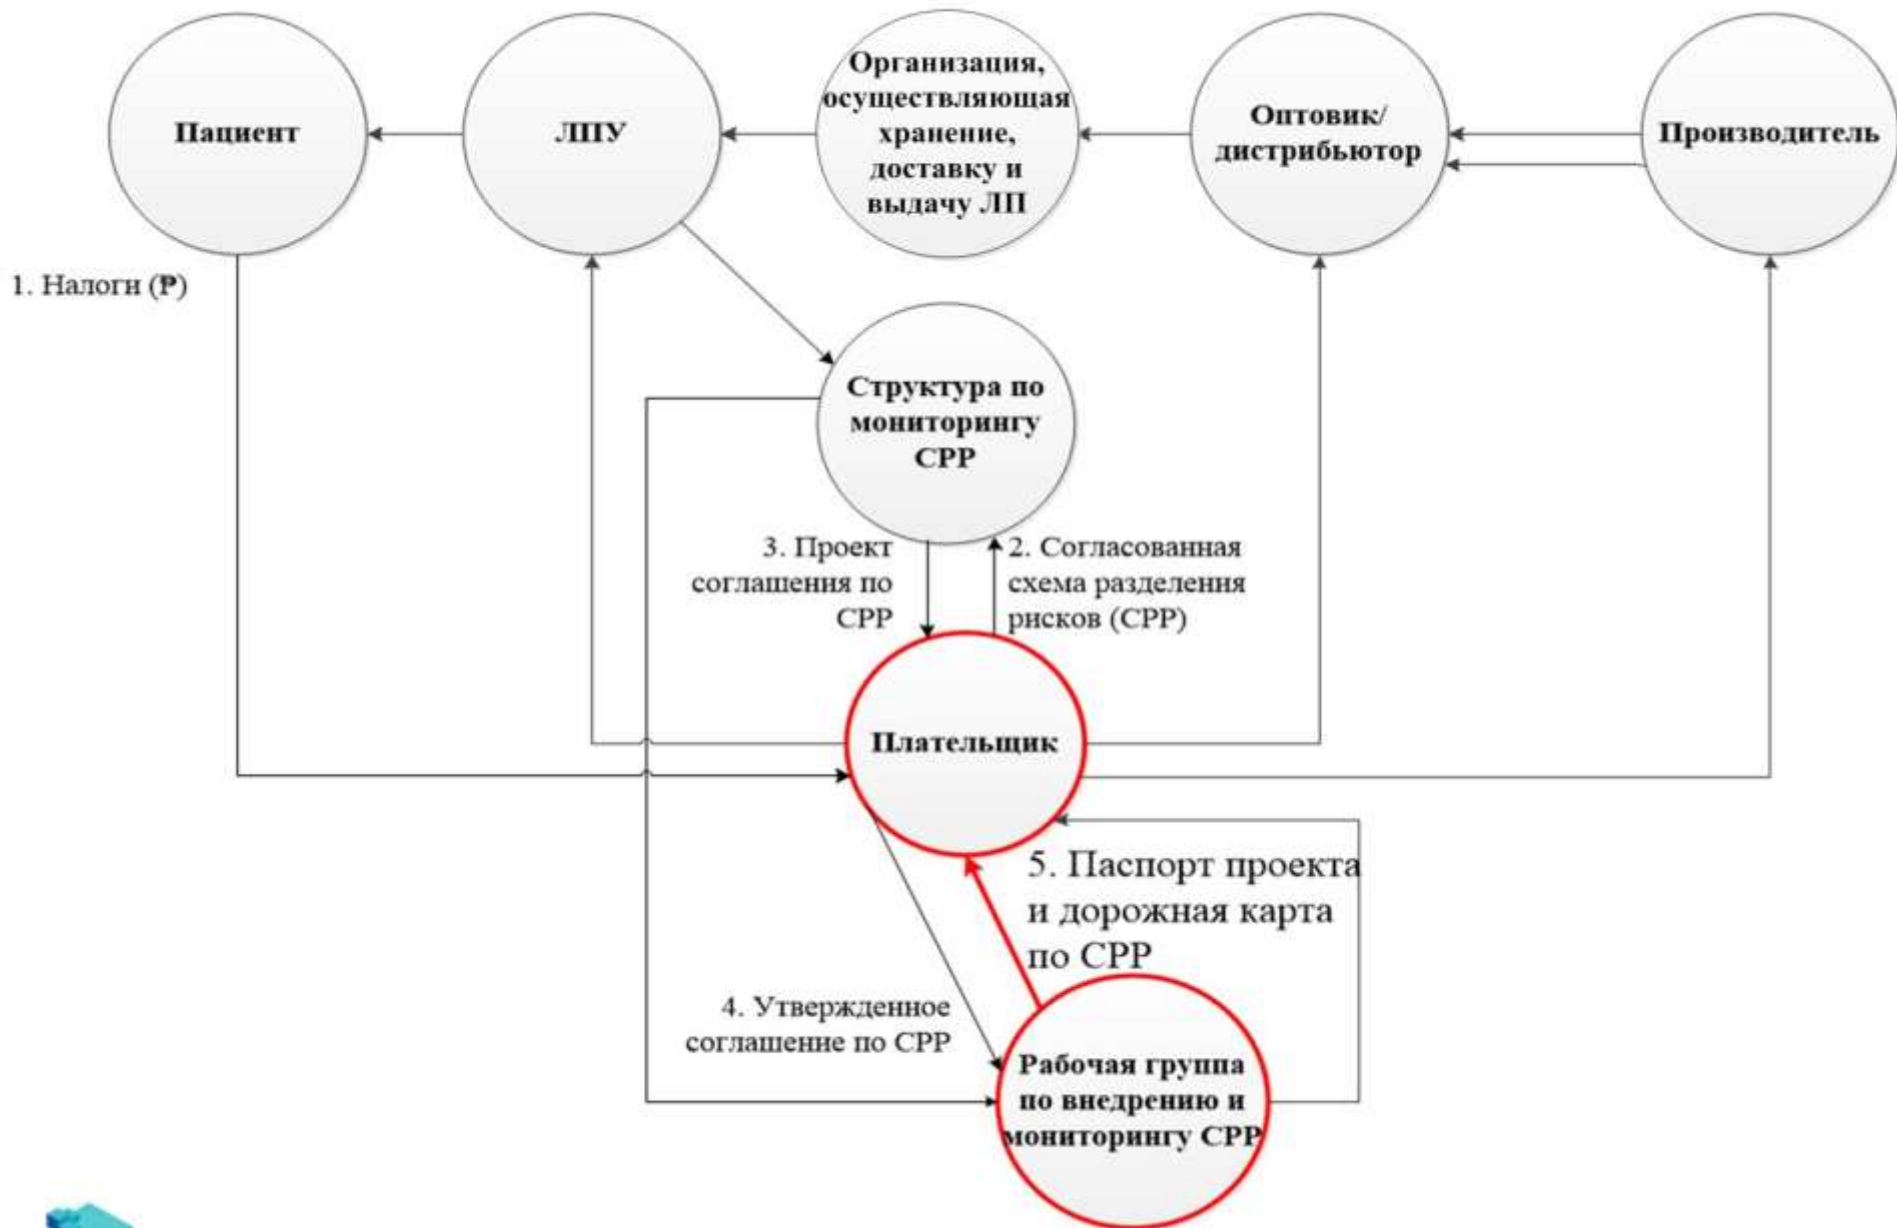 Пациент
ЛПУ
Организация,
осуществляющая
хранение,
доставку и
выдачу ЛП
Оптовик/
дистрибьютор
Производитель
1. Налоги (₽)
Структура по
мониторингу
СРР
3. Проект
соглашения по
СРР
2. Согласованная
схема разделения
рисков (СРР)
Плательщик
5. Паспорт проекта
и дорожная карта
по СРР
4. Утвержденное
соглашение по СРР
Рабочая группа
по внедрению и
мониторингу СРР